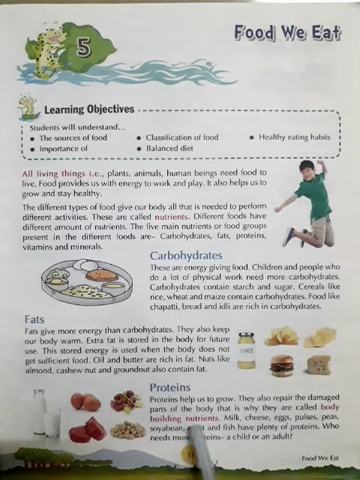 5
Food We Eat
Learning Objectives
Students will understand...
• The sources of food • Classification of food • Healthy eating habits
• Importance of • Balanced diet
All living things i.e., plants, animals, human beings need food to
live. Food provides us with energy to work and play. It also helps us to
grow and stay healthy.
The different types of food give our body all that is needed to perform
different activities. These are called nutrients. Different foods have
different amount of nutrients. The five main nutrients or food groups
present in the different foods are– Carbohydrates, fats, proteins,
vitamins and minerals.
Carbohydrates
These are energy giving food. Children and people who
do a lot of physical work need more carbohydrates.
Carbohydrates contain starch and sugar. Cereals like
rice, wheat and maize contain carbohydrates. Food like
chapatti, bread and idli are rich in carbohydrates.
Fats
Fats give more energy than carbohydrates. They also keep
our body warm. Extra fat is stored in the body for future
use. This stored energy is used when the body does not
get sufficient food. Oil and butter are rich in fat. Nuts like
almond, cashew nut and groundnut also contain fat.
Proteins
Proteins help us to grow. They also repair the damaged
parts of the body that is why they are called body
building nutrients. Milk, cheese, eggs, pulses, peas,
soyabean, and fish have plenty of proteins. Who
needs more – a child or an adult?
Food We Eat